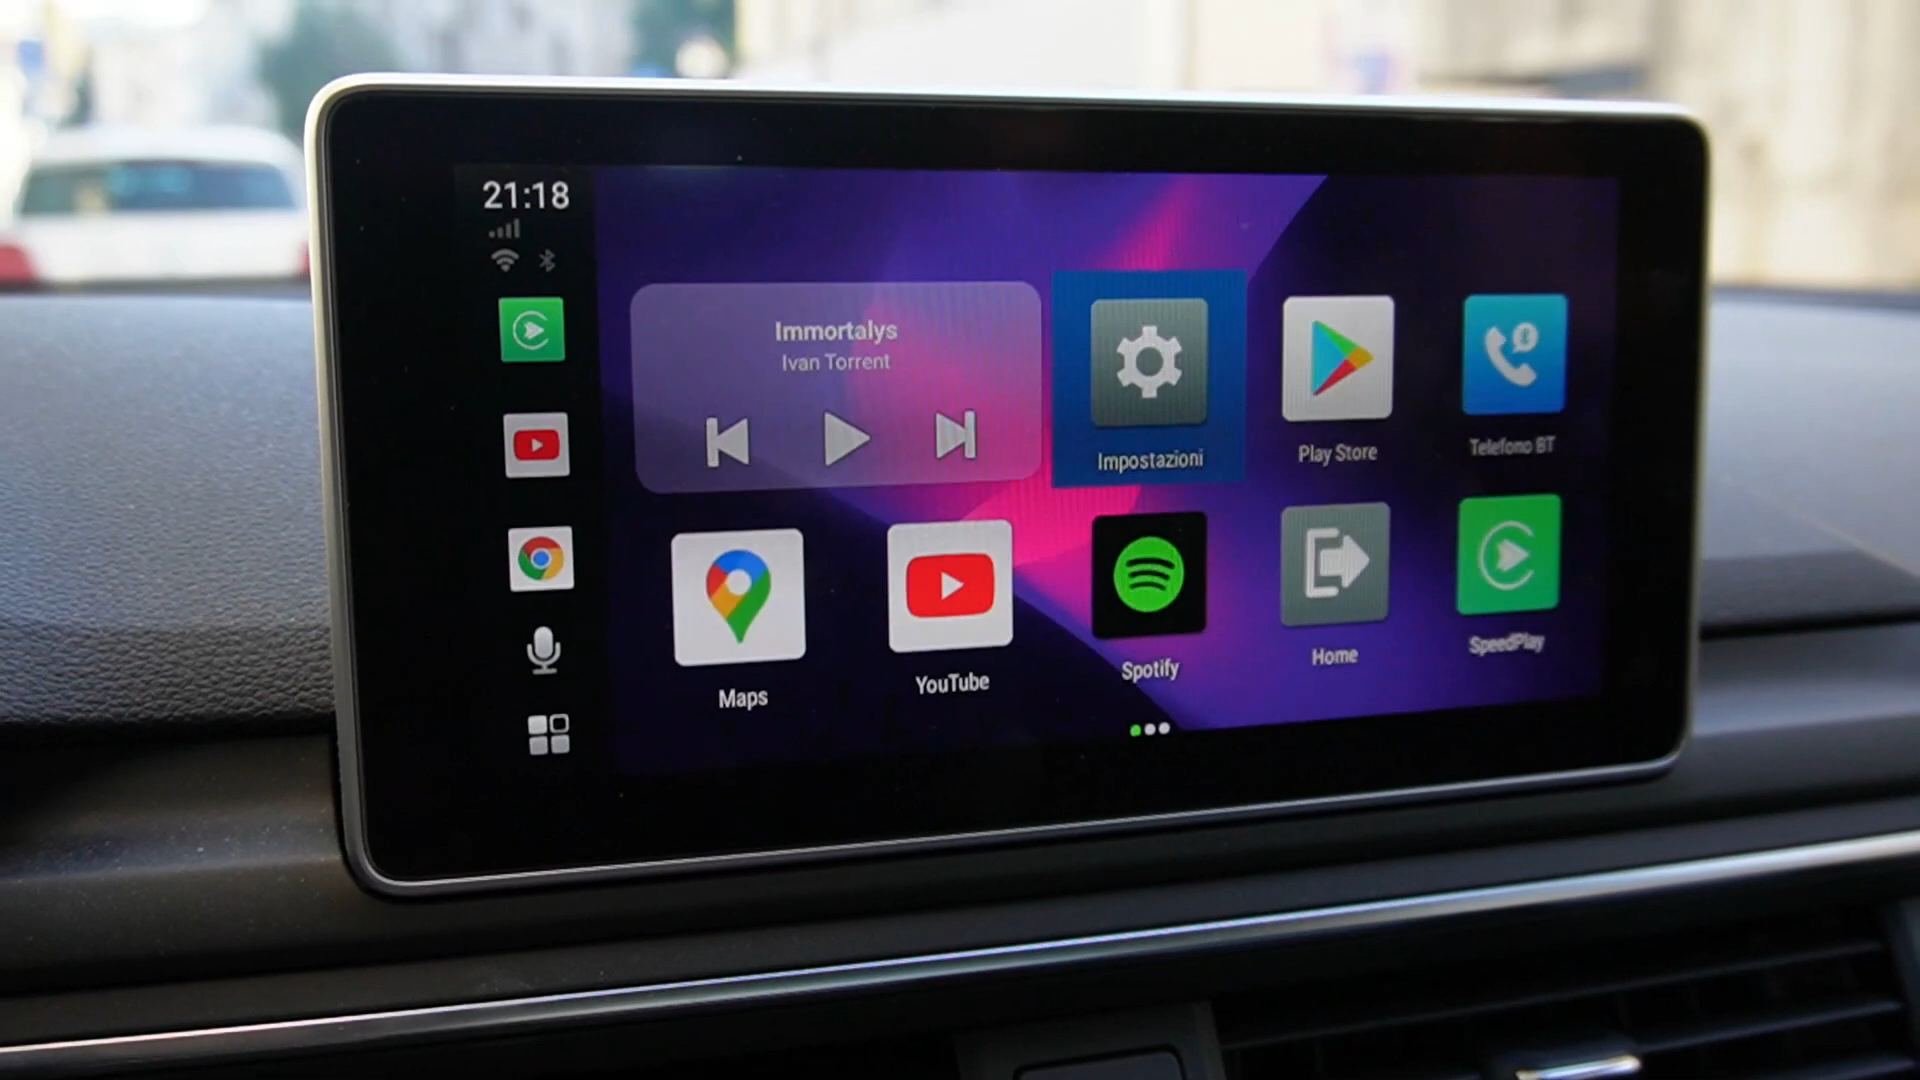 21:18
Immortalys
Ivan Torrent
Impostazioni
Play Store
Telefono BT
Maps
YouTube
Spotify
Home
SpeedPlay